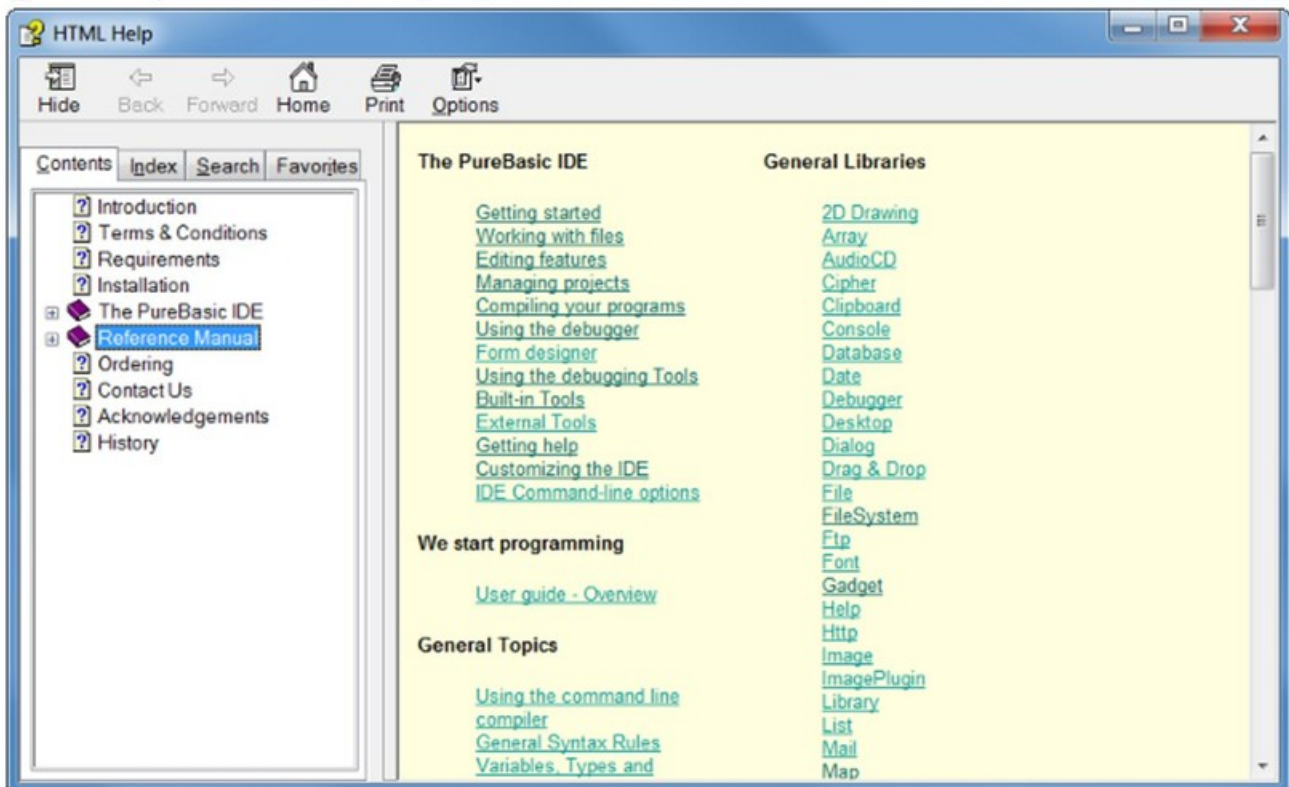 HTML Help
Hide Back Forward Home Print Options
Contents Index Search Favorites
Introduction
Terms & Conditions
Requirements
Installation
The PureBasic IDE
Reference Manual
Ordering
Contact Us
Acknowledgements
History
The PureBasic IDE
Getting started
Working with files
Editing features
Managing projects
Compiling your programs
Using the debugger
Form designer
Using the debugging Tools
Built-in Tools
External Tools
Getting help
Customizing the IDE
IDE Command-line options
We start programming
User guide - Overview
General Topics
Using the command line
compiler
General Syntax Rules
Variables, Types and
General Libraries
2D Drawing
Array
AudioCD
Cipher
Clipboard
Console
Database
Date
Debugger
Desktop
Dialog
Drag & Drop
File
FileSystem
Ftp
Font
Gadget
Help
Http
Image
ImagePlugin
Library
List
Mail
Map